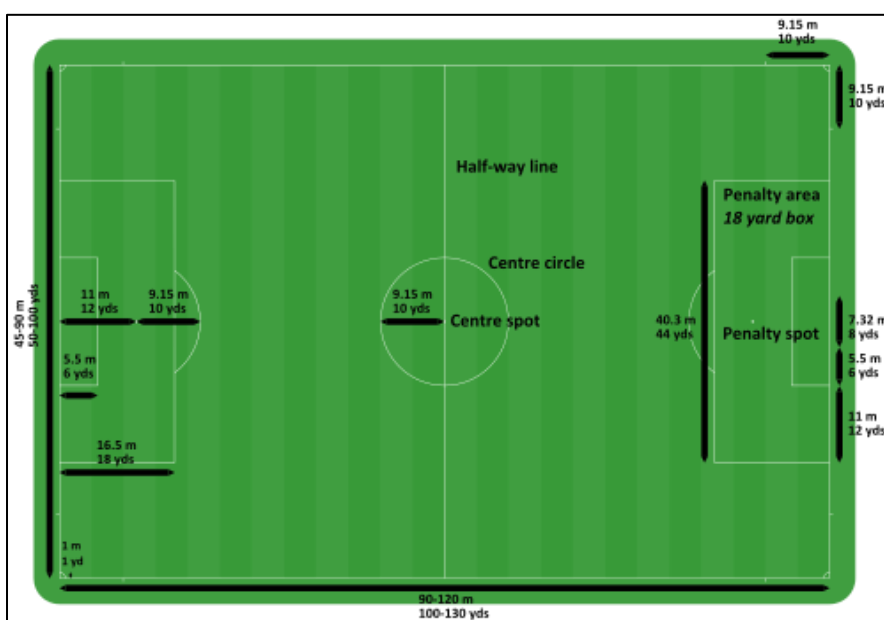 9.15 m
10 yds
9.15 m
10 yds
Half-way line
Penalty area
18 yard box
Centre circle
11 m
12 yds
9.15 m
10 yds
9.15 m
10 yds
Centre spot
45-90 m
50-100 yds
40.3 m
44 yds
Penalty spot
7.32 m
8 yds
5.5 m
6 yds
5.5 m
6 yds
11 m
12 yds
16.5 m
18 yds
1 m
1 yd
90-120 m
100-130 yds